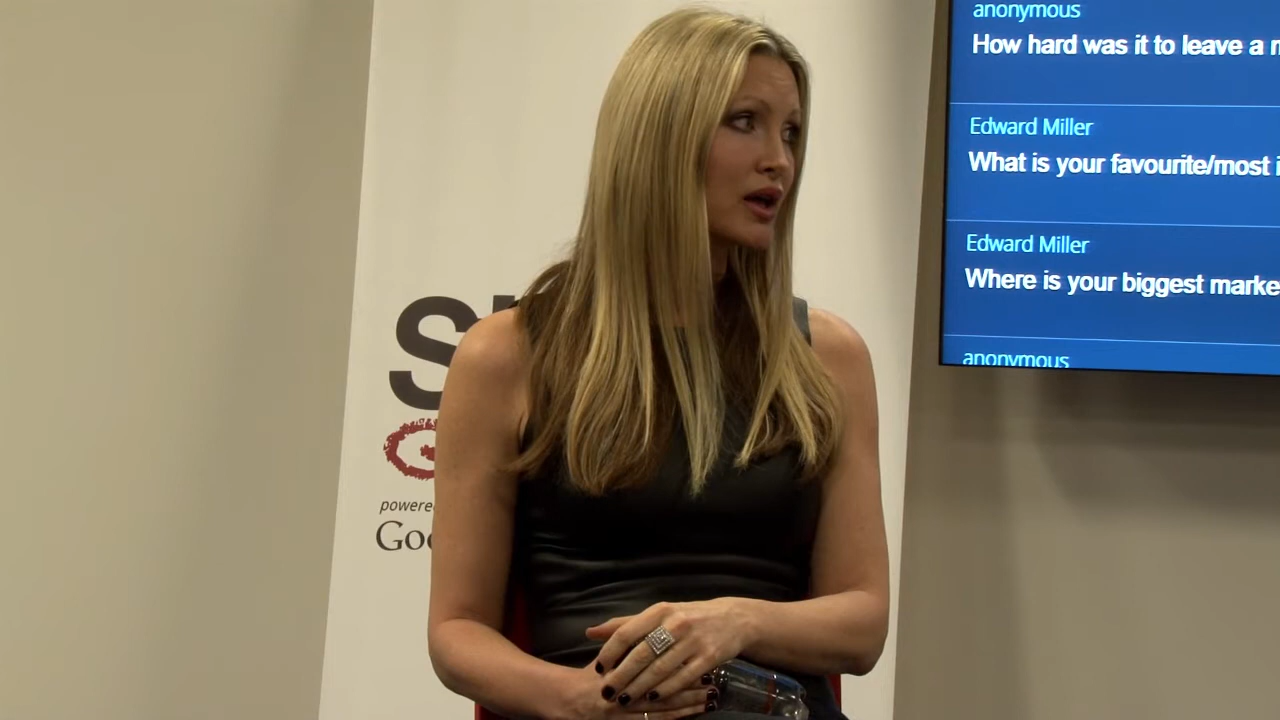 anonymous
How hard was it to leave a
Edward Miller
What is your favourite/most
Edward Miller
Where is your biggest marke
anonymous
S
powere
Goo